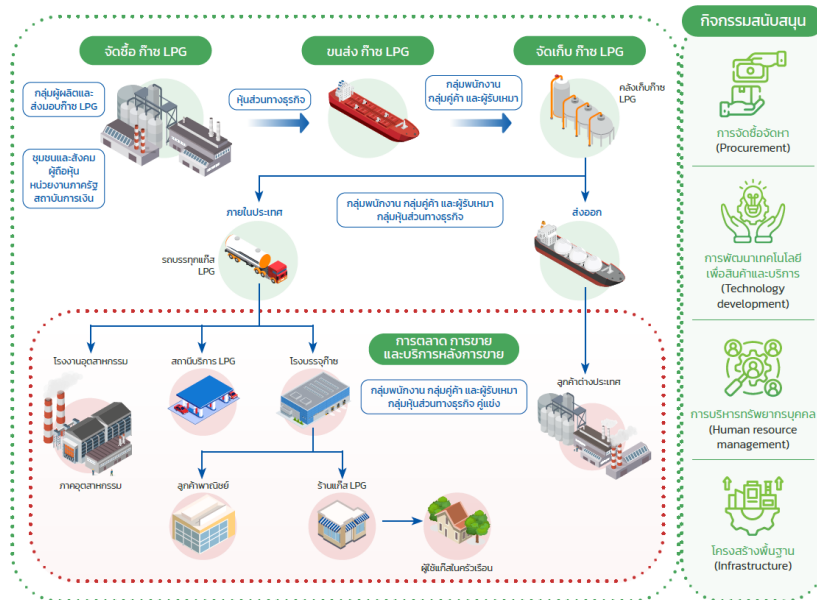 จัดซื้อ ก๊าซ LPG
ขนส่ง ก๊าซ LPG
จัดเก็บ ก๊าซ LPG
กิจกรรมสนับสนุน
กลุ่มผู้ผลิตและ
ส่งมอบก๊าซ LPG
หุ้นส่วนทางธุรกิจ
กลุ่มพนักงาน
กลุ่มคู่ค้า และผู้รับเหมา
คลังเก็บก๊าซ
LPG
ชุมชนและสังคม
ผู้ถือหุ้น
หน่วยงานภาครัฐ
สถาบันการเงิน
ภายในประเทศ
กลุ่มพนักงาน กลุ่มคู่ค้า และผู้รับเหมา
กลุ่มหุ้นส่วนทางธุรกิจ
ส่งออก
รถบรรทุกแก๊ส
LPG
การตลาด การขาย
และบริการหลังการขาย
โรงงานอุตสาหกรรม
สถานีบริการ LPG
โรงบรรจุก๊าซ
กลุ่มพนักงาน กลุ่มคู่ค้า และผู้รับเหมา
กลุ่มหุ้นส่วนทางธุรกิจ คู่แข่ง
ลูกค้าต่างประเทศ
ภาคอุตสาหกรรม
ลูกค้าพาณิชย์
ร้านแก๊ส LPG
ผู้ใช้แก๊สในครัวเรือน
การจัดซื้อจัดหา
(Procurement)
การพัฒนาเทคโนโลยี
เพื่อสินค้าและบริการ
(Technology
development)
การบริหารทรัพยากรบุคคล
(Human resource
management)
โครงสร้างพื้นฐาน
(Infrastructure)